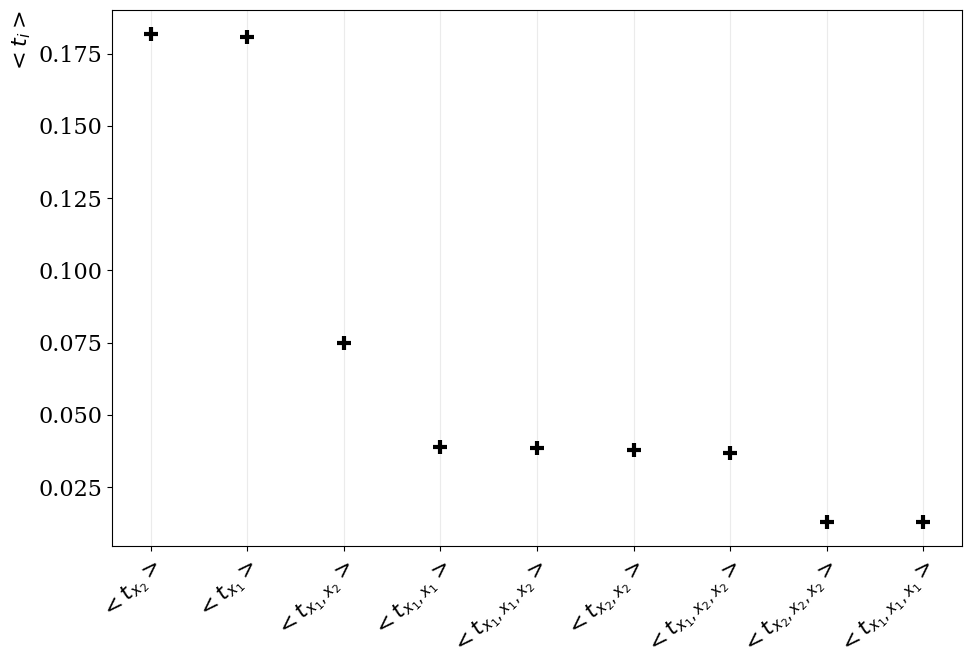 < t_i >
0.175
0.150
0.125
0.100
0.075
0.050
0.025
< t_{x_2} >
< t_{x_1} >
< t_{x_1, x_2} >
< t_{x_1, x_1} >
< t_{x_1, x_1, x_2} >
< t_{x_2, x_2} >
< t_{x_1, x_2, x_2} >
< t_{x_2, x_2, x_2} >
< t_{x_1, x_1, x_1} >